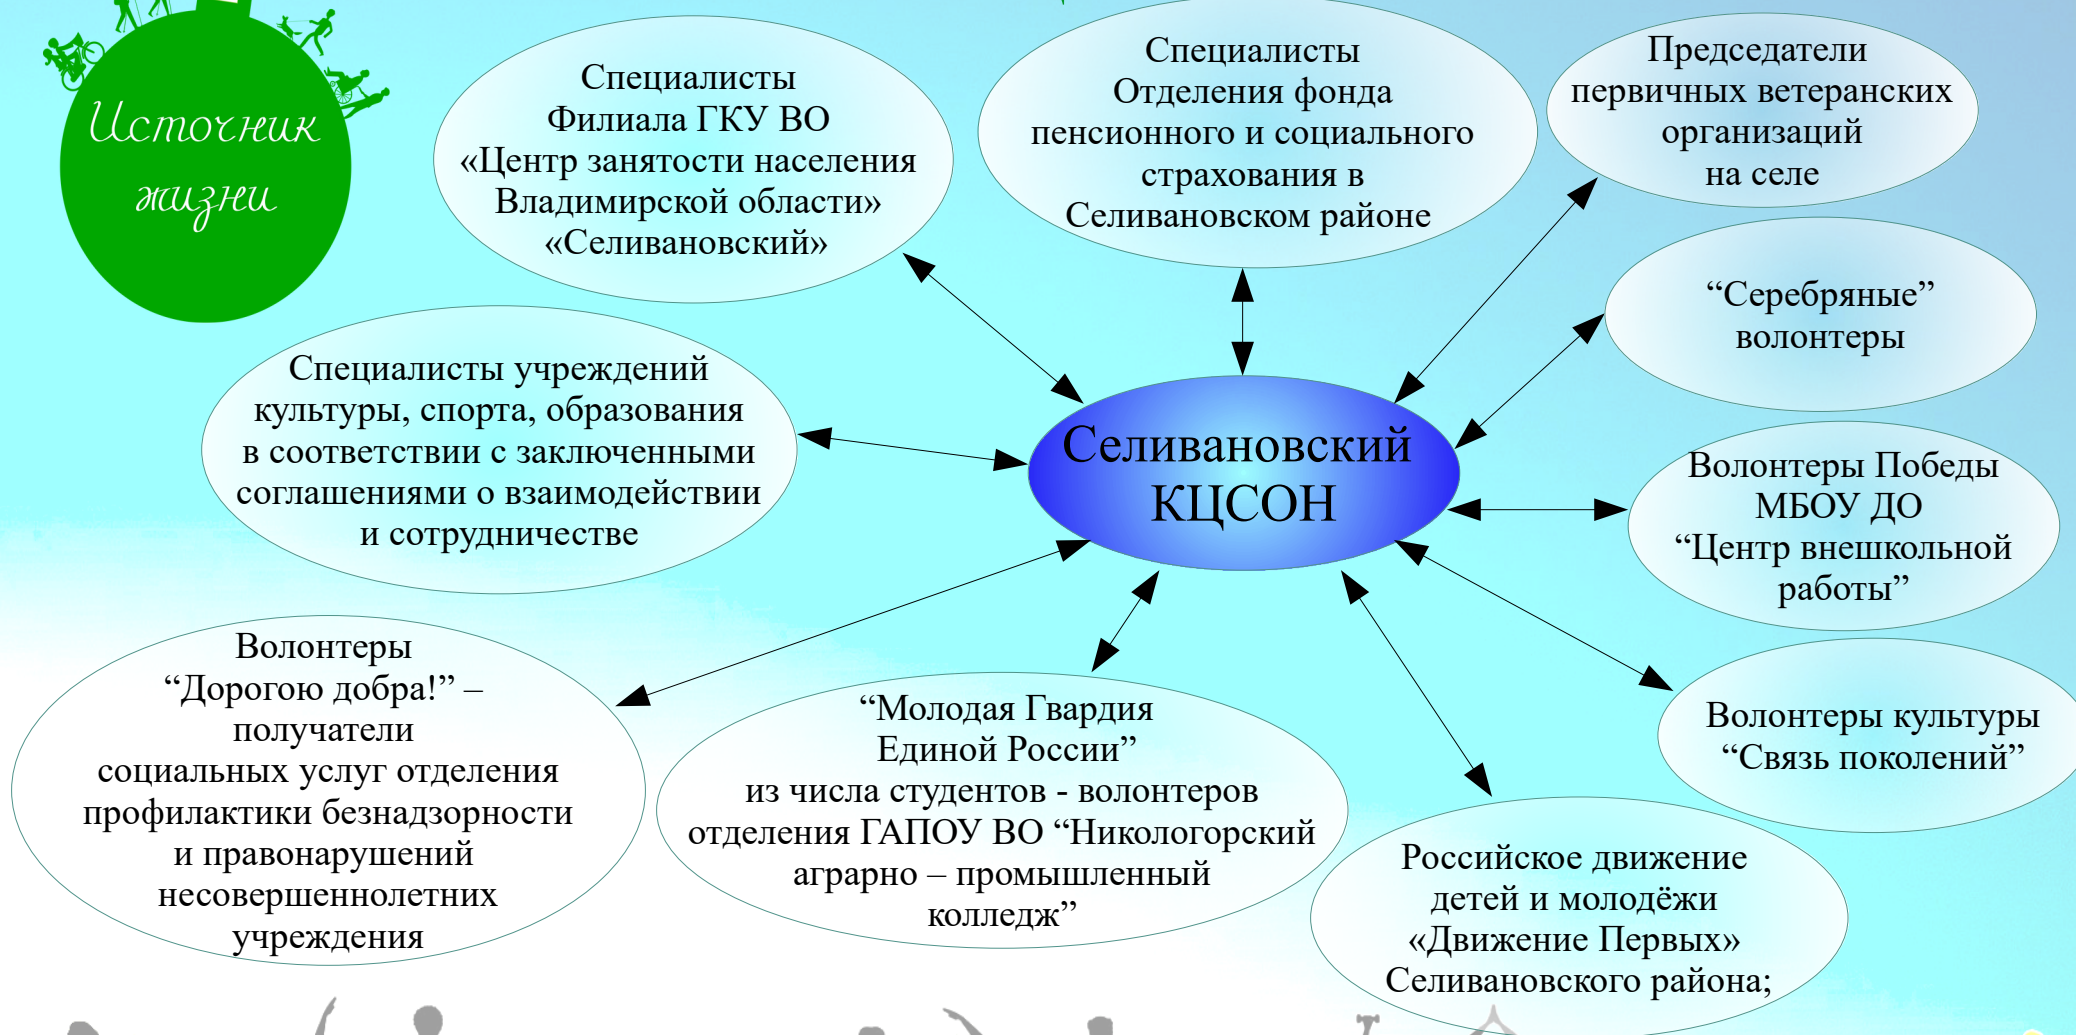 Источник
жизни
Специалисты
Филиала ГКУ ВО
«Центр занятости населения
Владимирской области»
«Селивановский»
Специалисты
Отделения фонда
пенсионного и социального
страхования в
Селивановском районе
Председатели
первичных ветеранских
организаций
на селе
“Серебряные”
волонтеры
Специалисты учреждений
культуры, спорта, образования
в соответствии с заключенными
соглашениями о взаимодействии
и сотрудничестве
Селивановский
КЦСОН
Волонтеры Победы
МБОУ ДО
“Центр внешкольной
работы”
Волонтеры
“Дорогою добра!” –
получатели
социальных услуг отделения
профилактики безнадзорности
и правонарушений
несовершеннолетних
учреждения
“Молодая Гвардия
Единой России”
из числа студентов - волонтеров
отделения ГАПОУ ВО “Никологорский
аграрно – промышленный
колледж”
Волонтеры культуры
“Связь поколений”
Российское движение
детей и молодёжи
«Движение Первых»
Селивановского района;